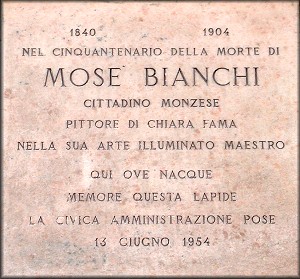 1840 1904
NEL CINQUANTENARIO DELLA MORTE DI
MOSÈ BIANCHI
CITTADINO MONZESE
PITTORE DI CHIARA FAMA
NELLA SUA ARTE ILLUMINATO MAESTRO
QUI OVE NACQUE
MEMORE QUESTA LAPIDE
LA CIVICA AMMINISTRAZIONE POSE
13 GIUGNO 1954